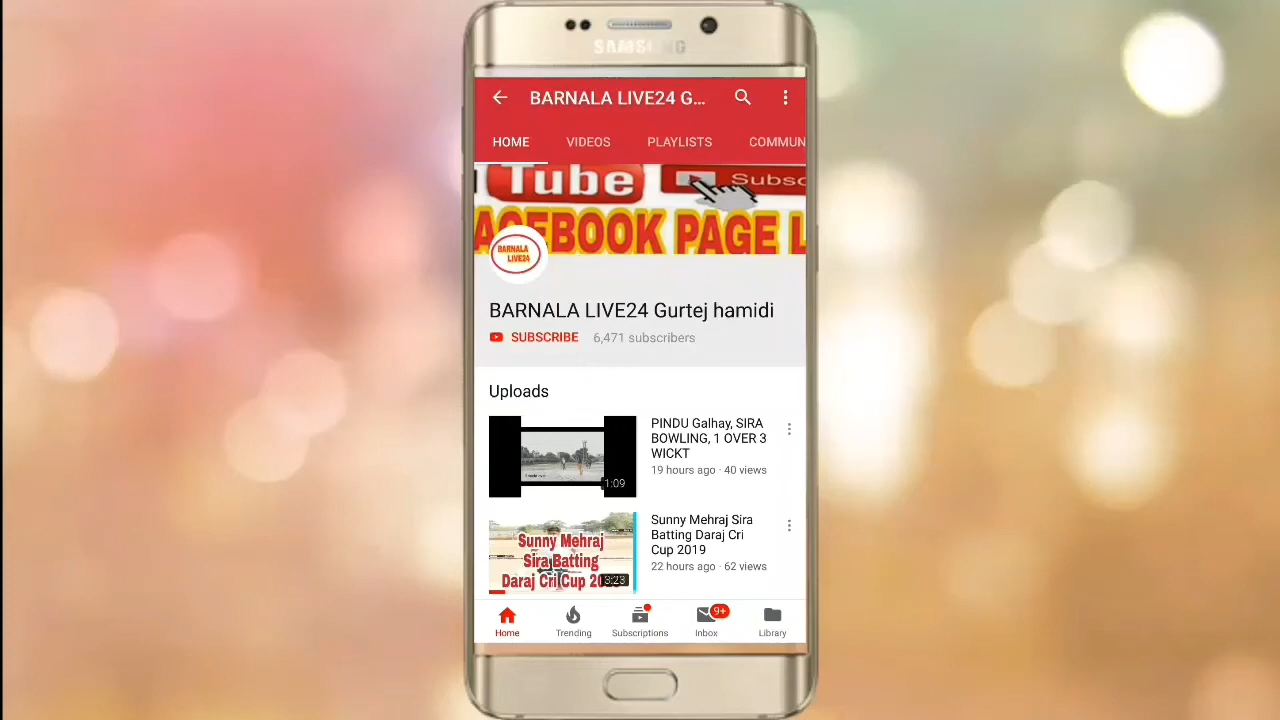 SAMSUNG
BARNALA LIVE24 G...
HOME VIDEOS PLAYLISTS COMMUN
Tube Subsc
ACEBOOK PAGE L
BARNALA
LIVE24
BARNALA LIVE24 Gurtej hamidi
SUBSCRIBE 6,471 subscribers
Uploads
PINDU Galhay, SIRA
BOWLING, 1 OVER 3
WICKT
19 hours ago · 40 views
1:09
Sunny Mehraj Sira
Batting Daraj Cri
Cup 2019
22 hours ago · 62 views
Sunny Mehraj
Sira Batting
Daraj Cri Cup 20
3:23
9+
Home Trending Subscriptions Inbox Library